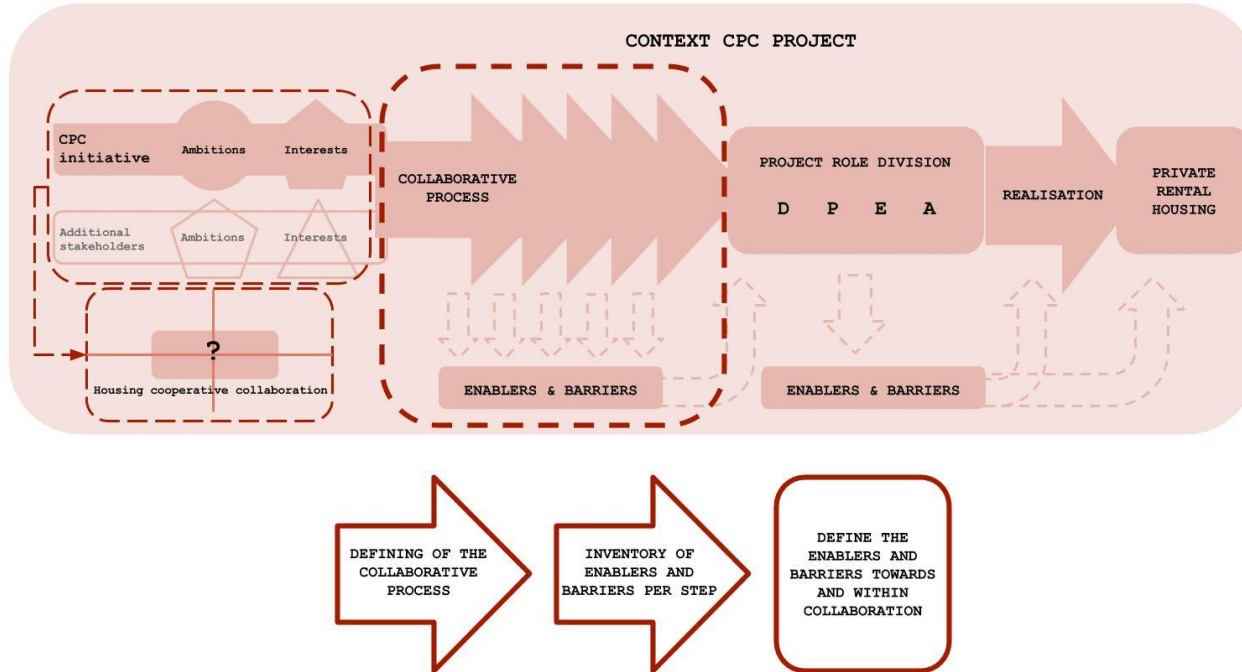 CONTEXT CPC PROJECT
CPC
initiative
Ambitions
Interests
Additional
stakeholders
Ambitions
Interests
?
Housing cooperative collaboration
COLLABORATIVE
PROCESS
ENABLERS & BARRIERS
PROJECT ROLE DIVISION
D P E A
ENABLERS & BARRIERS
REALISATION
PRIVATE
RENTAL
HOUSING
DEFINING OF THE
COLLABORATIVE
PROCESS
INVENTORY OF
ENABLERS AND
BARRIERS PER STEP
DEFINE THE
ENABLERS AND
BARRIERS TOWARDS
AND WITHIN
COLLABORATION